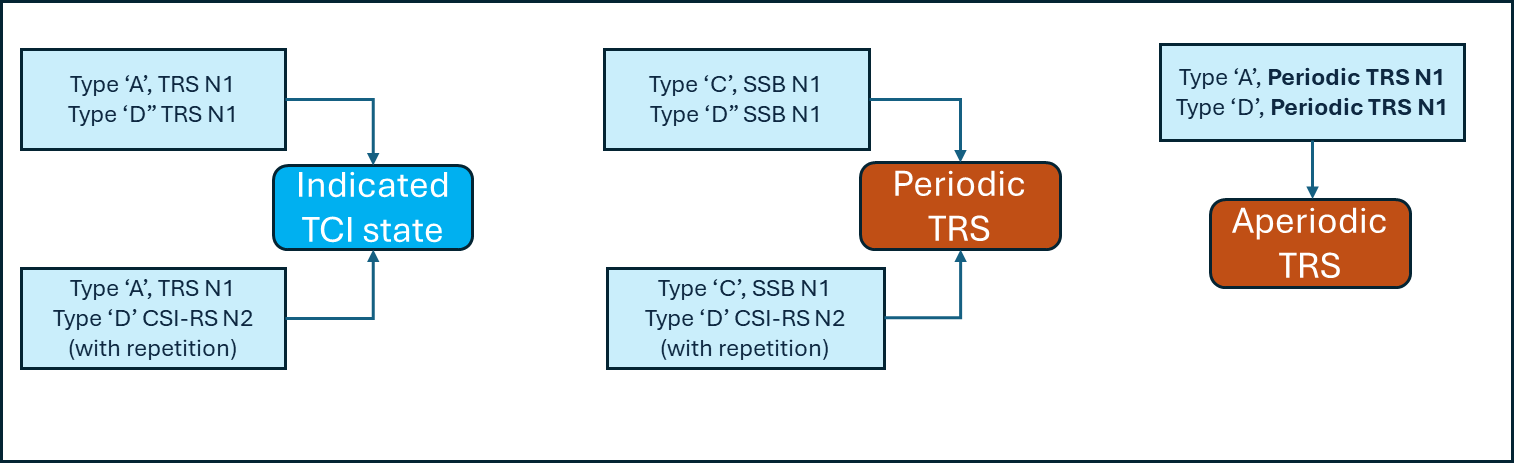 Type ‘A’, TRS N1
Type ‘D” TRS N1
Indicated
TCI state
Type ‘A’, TRS N1
Type ‘D’ CSI-RS N2
(with repetition)
Type ‘C’, SSB N1
Type ‘D” SSB N1
Periodic
TRS
Type ‘C’, SSB N1
Type ‘D’ CSI-RS N2
(with repetition)
Type ‘A’, Periodic TRS N1
Type ‘D’, Periodic TRS N1
Aperiodic
TRS